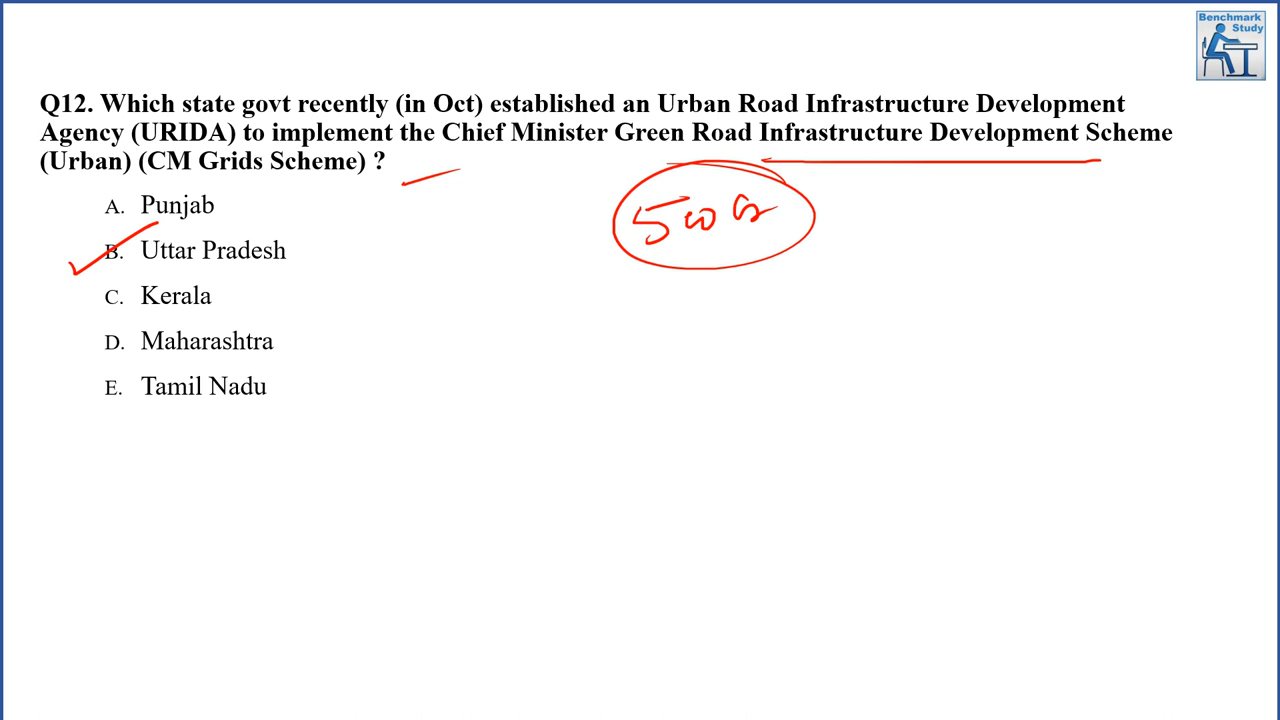 Benchmark
Study
Q12. Which state govt recently (in Oct) established an Urban Road Infrastructure Development
Agency (URIDA) to implement the Chief Minister Green Road Infrastructure Development Scheme
(Urban) (CM Grids Scheme) ?
A. Punjab
500 Cr
B. Uttar Pradesh
C. Kerala
D. Maharashtra
E. Tamil Nadu